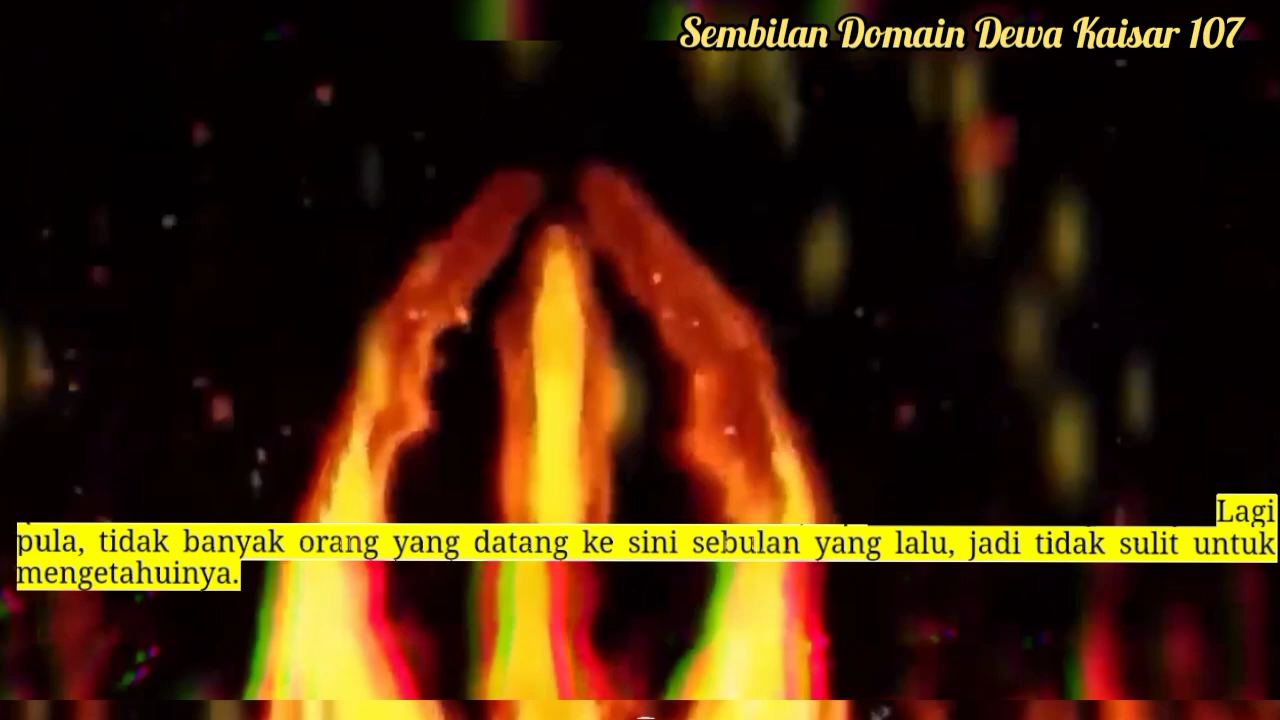 Sembilan Domain Dewa Kaisar 107
Lagi
pula, tidak banyak orang yang datang ke sini sebulan yang lalu, jadi tidak sulit untuk
mengetahuinya.